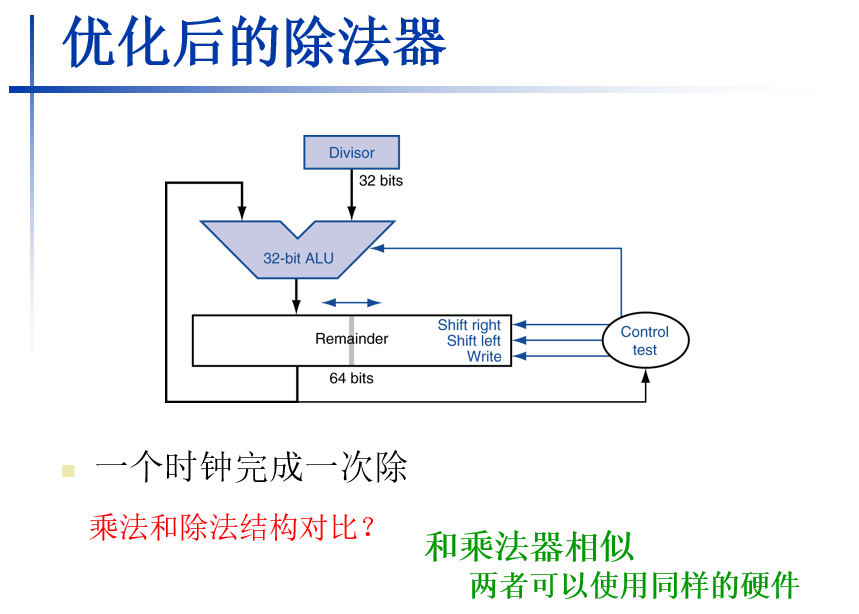 优化后的除法器
Divisor
32 bits
32-bit ALU
Remainder
Shift right
Shift left
Write
Control
test
64 bits
一个时钟完成一次除
乘法和除法结构对比?
和乘法器相似
两者可以使用同样的硬件